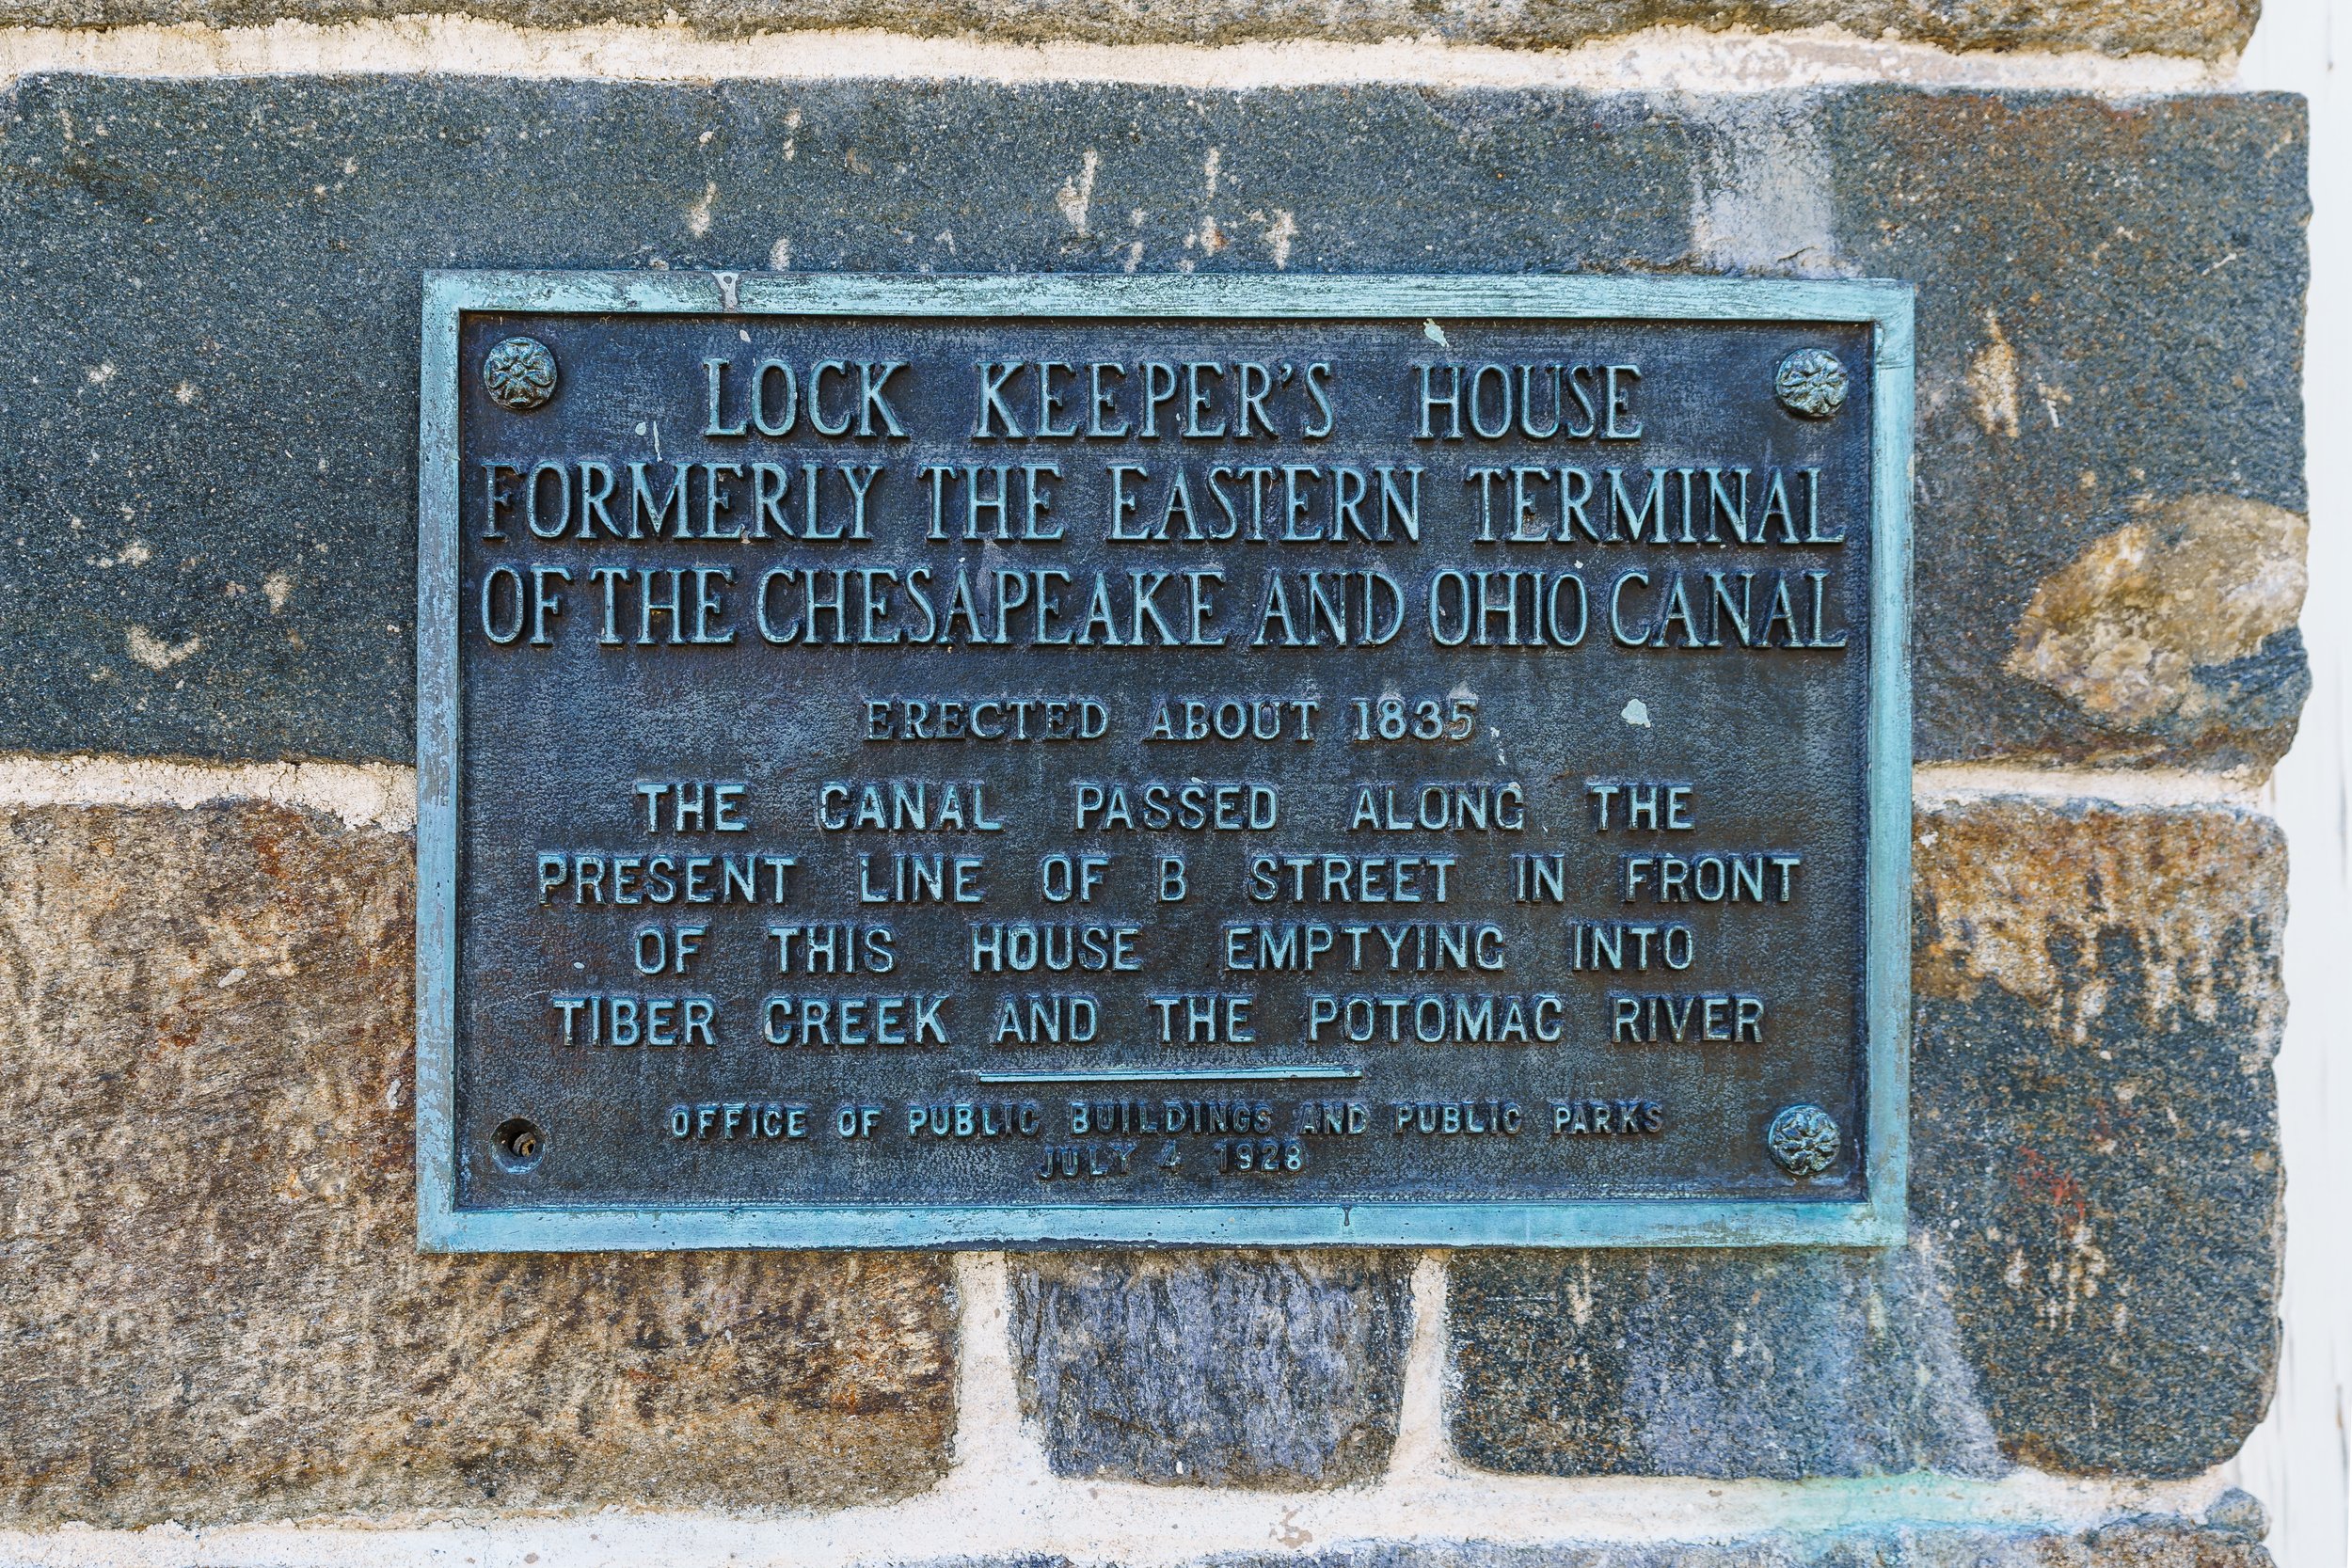 LOCK KEEPER'S HOUSE
FORMERLY THE EASTERN TERMINAL
OF THE CHESAPEAKE AND OHIO CANAL
ERECTED ABOUT 1835
THE CANAL PASSED ALONG THE
PRESENT LINE OF B STREET IN FRONT
OF THIS HOUSE EMPTYING INTO
TIBER CREEK AND THE POTOMAC RIVER
OFFICE OF PUBLIC BUILDINGS AND PUBLIC PARKS
JULY 4 1928